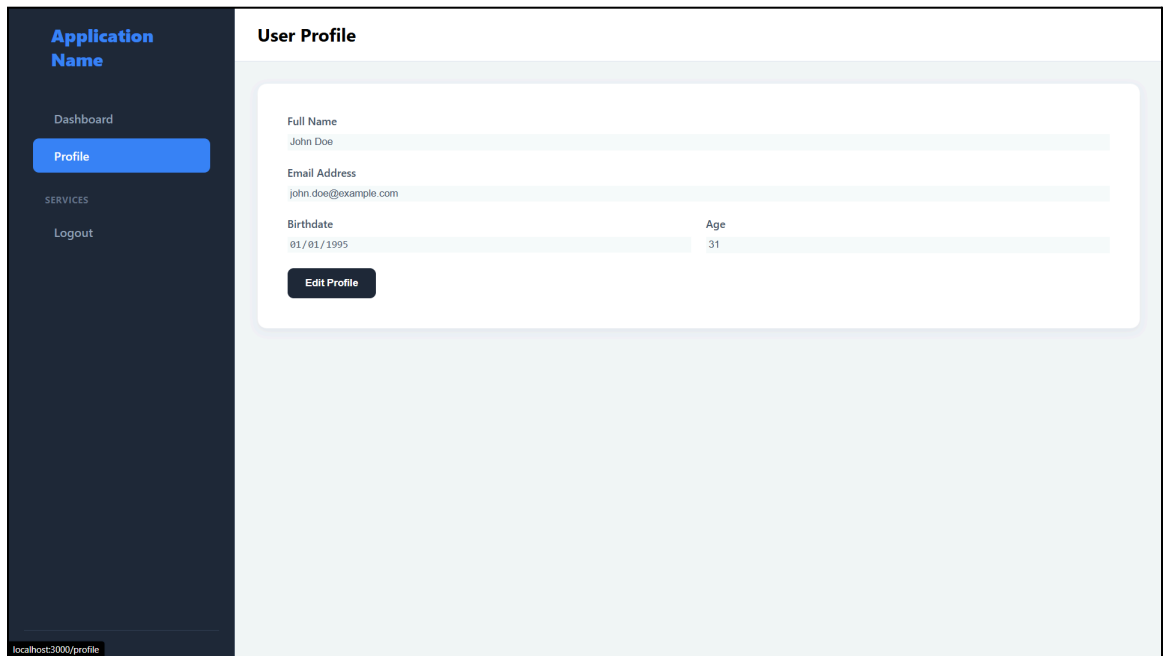 Application
Name
Dashboard
Profile
SERVICES
Logout
User Profile
Full Name
John Doe
Email Address
john.doe@example.com
Birthdate
01/01/1995
Age
31
Edit Profile
localhost:3000/profile